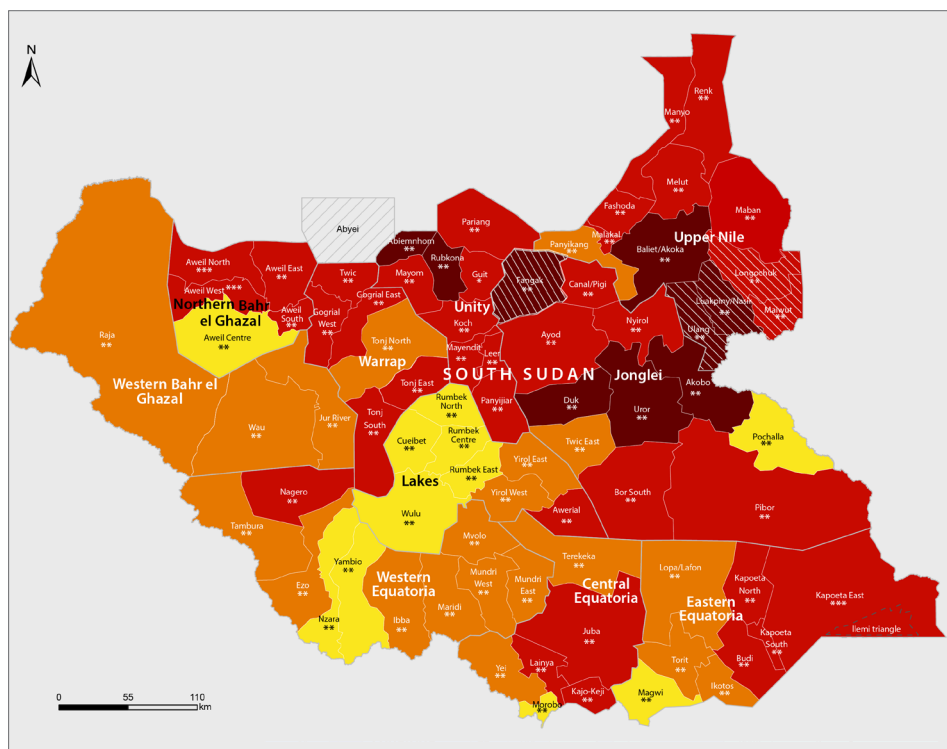 N
Renk
**
Manyo
**
Melut
**
Fashoda
**
Maban
**
Abyei
Pariang
**
Malakal
**
Upper Nile
Panyikang
**
Baliet/Akoka
**
Abiemnhom
**
Rubkona
**
Aweil North
***
Aweil East
**
Twic
**
Mayom
**
Guit
*
Fangak
**
Canal/Pigi
**
Longochuk
**
Luakpiny/Nasir
**
Maiwut
**
Aweil West
***
Gogrial East
**
Northern Bahr
el Ghazal
Aweil
South
**
Gogrial
West
**
Unity
Koch
**
Ayod
**
Nyirol
**
Ulang
**
Raja
**
Aweil Centre
**
Tonj North
**
Mayendit
**
Leer
**
Warrap
SOUTH SUDAN
Jonglei
Western Bahr el
Ghazal
Tonj East
**
Rumbek
North
**
Panyijiar
**
Duk
**
Akobo
**
Uror
**
Jur River
**
Tonj
South
**
Wau
**
Cueibet
**
Rumbek
Centre
**
Twic East
**
Pochalla
**
Rumbek East
**
Yirol East
**
Lakes
Nagero
**
Yirol West
**
Bor South
**
Wulu
**
Awerial
**
Pibor
**
Tambura
**
Mvolo
**
Yambio
**
Terekeka
**
Lopa/Lafon
**
Western
Equatoria
Mundri
West
**
Mundri
East
**
Central
Equatoria
Kapoeta
North
**
Kapoeta East
***
Ezo
**
Maridi
**
Eastern
Equatoria
Nzara
**
Ibba
**
Juba
**
Kapoeta
South
**
Ilemi triangle
Yei
**
Lainya
**
Torit
**
Budi
**
Kajo-Keji
**
Magwi
**
Ikotos
**
Morobo
**
0
55
110
km